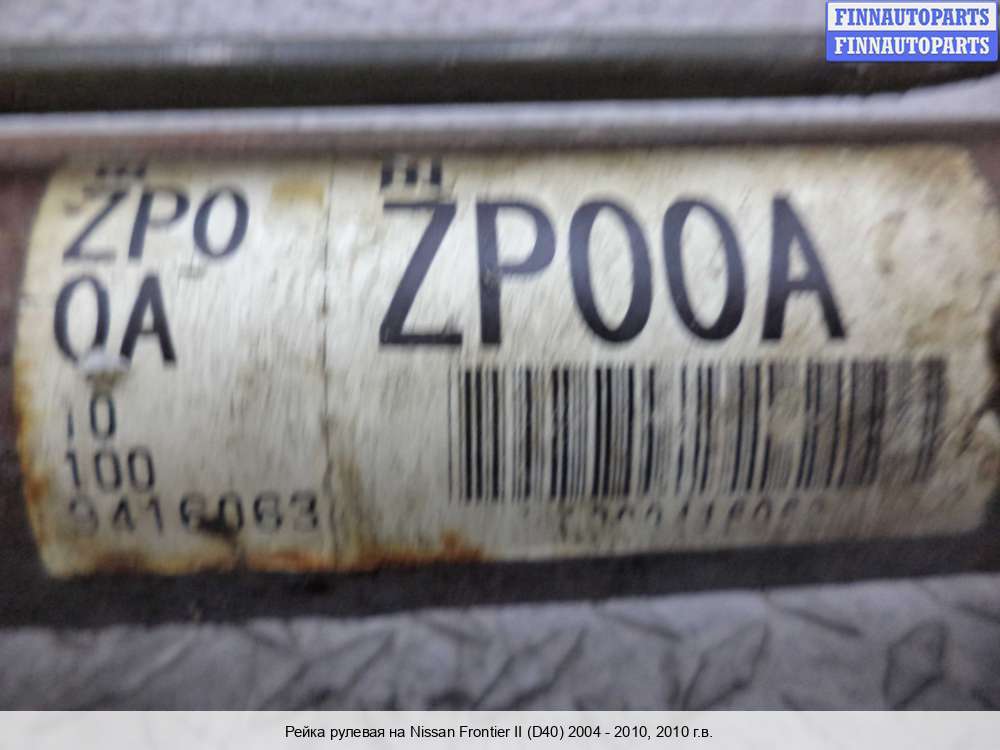 FINNAUTOPARTS
FINNAUTOPARTS
ZP0
0A
10
100
9416063
ZP00A
Рейка рулевая на Nissan Frontier II (D40) 2004 - 2010, 2010 г.в.